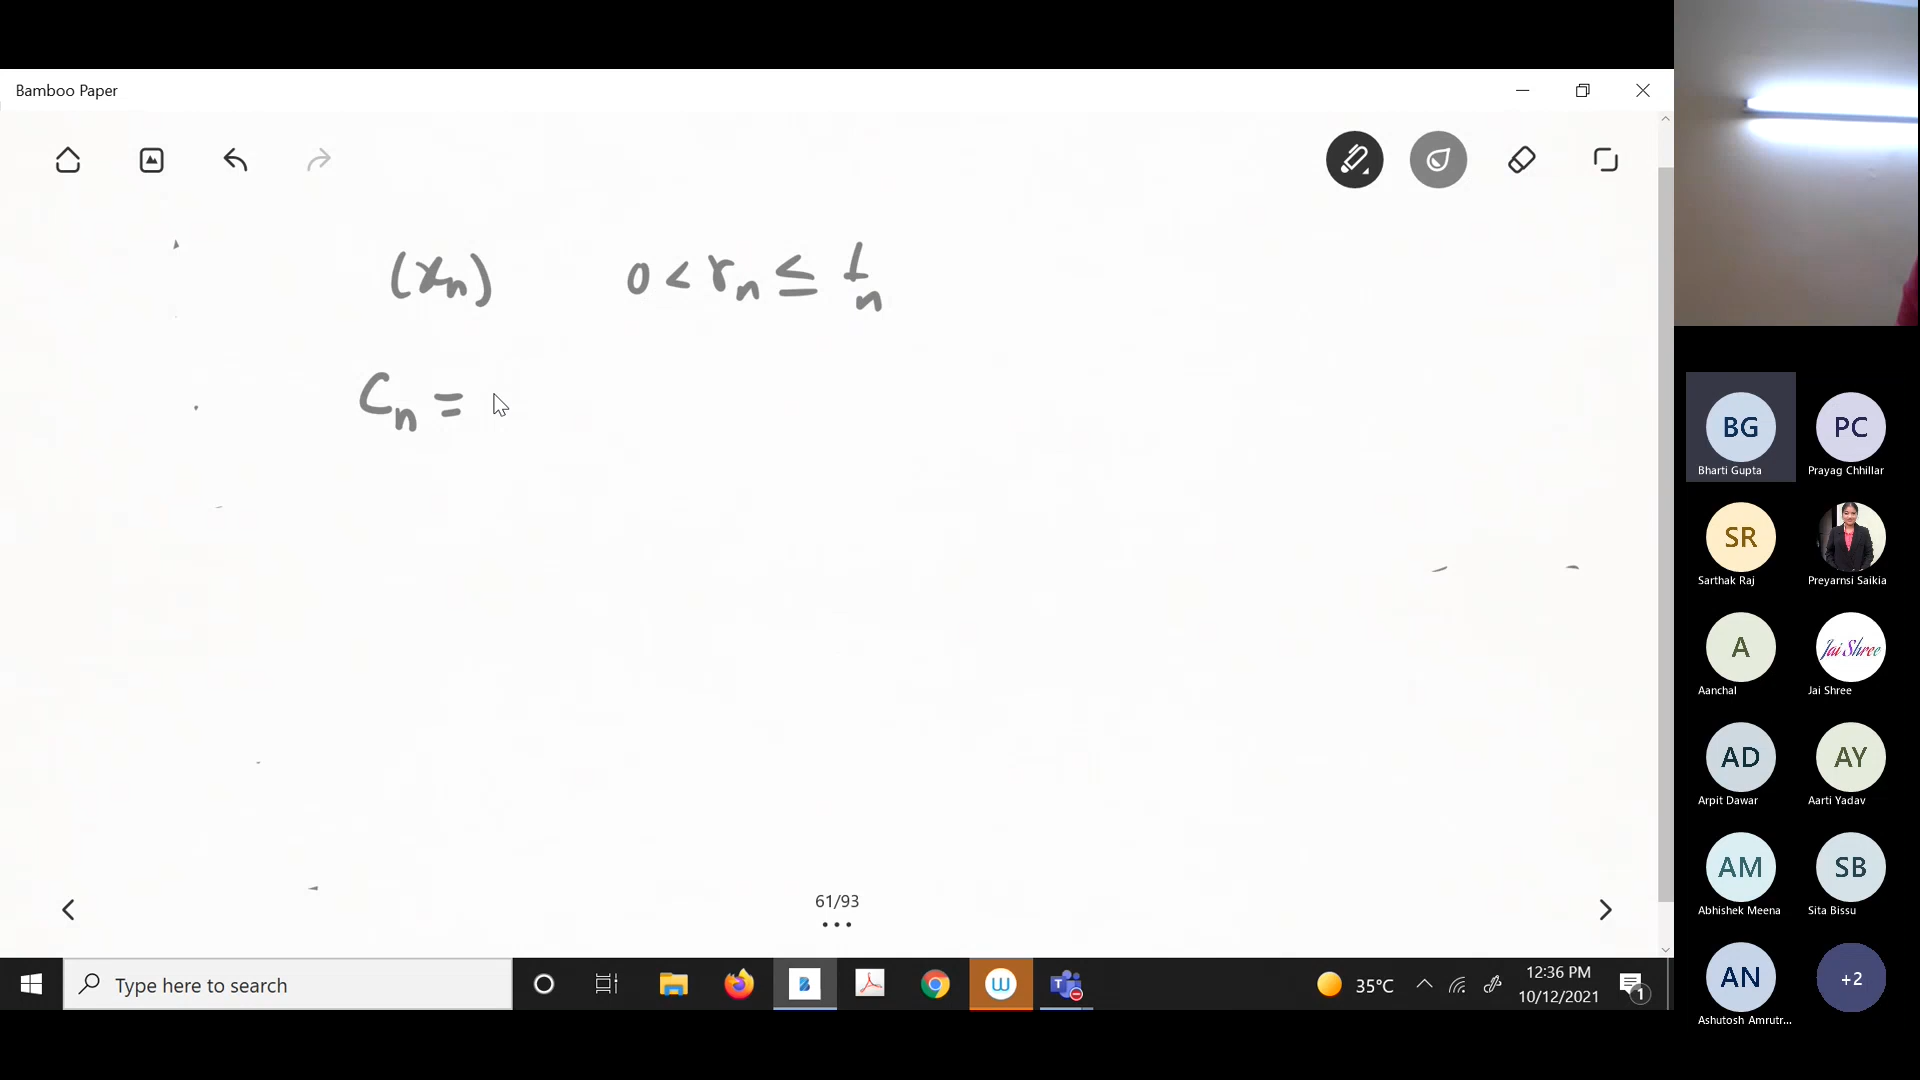 Bamboo Paper
(xₙ)    0 < rₙ ≤ 1/n
Cₙ =
61/93
BG PC
Bharti Gupta Prayag Chhillar
SR
Sarthak Raj Preyarnsi Saikia
A Jai Shree
Aanchal Jai Shree
AD AY
Arpit Dawar Aarti Yadav
AM SB
Abhishek Meena Sita Bissu
AN +2
Ashutosh Amrutr...
Type here to search
35°C
12:36 PM
10/12/2021
1